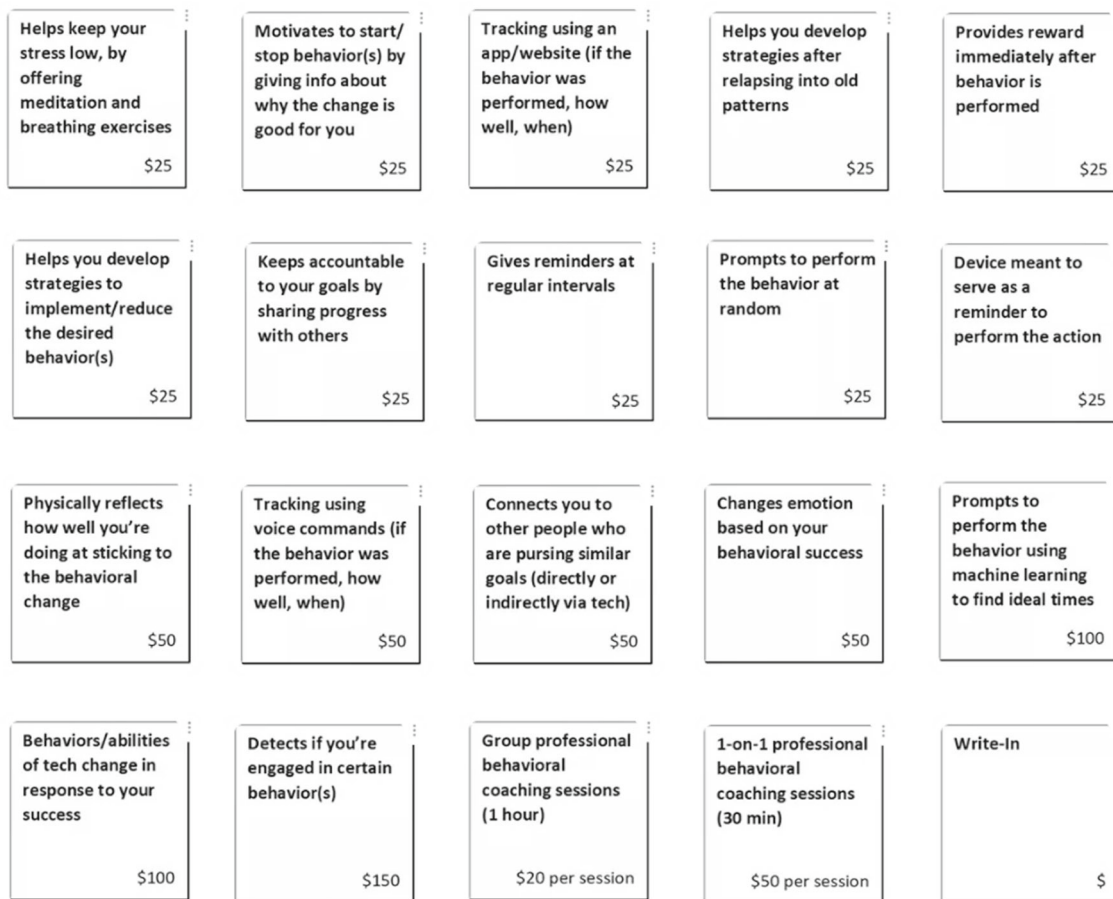 Helps keep your
stress low, by
offering
meditation and
breathing exercises
$25
Motivates to start/
stop behavior(s) by
giving info about
why the change is
good for you
$25
Tracking using an
app/website (if the
behavior was
performed, how
well, when)
$25
Helps you develop
strategies after
relapsing into old
patterns
$25
Provides reward
immediately after
behavior is
performed
$25
Helps you develop
strategies to
implement/reduce
the desired
behavior(s)
$25
Keeps accountable
to your goals by
sharing progress
with others
$25
Gives reminders at
regular intervals
$25
Prompts to perform
the behavior at
random
$25
Device meant to
serve as a
reminder to
perform the action
$25
Physically reflects
how well you’re
doing at sticking to
the behavioral
change
$50
Tracking using
voice commands (if
the behavior was
performed, how
well, when)
$50
Connects you to
other people who
are pursing similar
goals (directly or
indirectly via tech)
$50
Changes emotion
based on your
behavioral success
$50
Prompts to
perform the
behavior using
machine learning
to find ideal times
$100
Behaviors/abilities
of tech change in
response to your
success
$100
Detects if you’re
engaged in certain
behavior(s)
$150
Group professional
behavioral
coaching sessions
(1 hour)
$20 per session
1-on-1 professional
behavioral
coaching sessions
(30 min)
$50 per session
Write-In
$